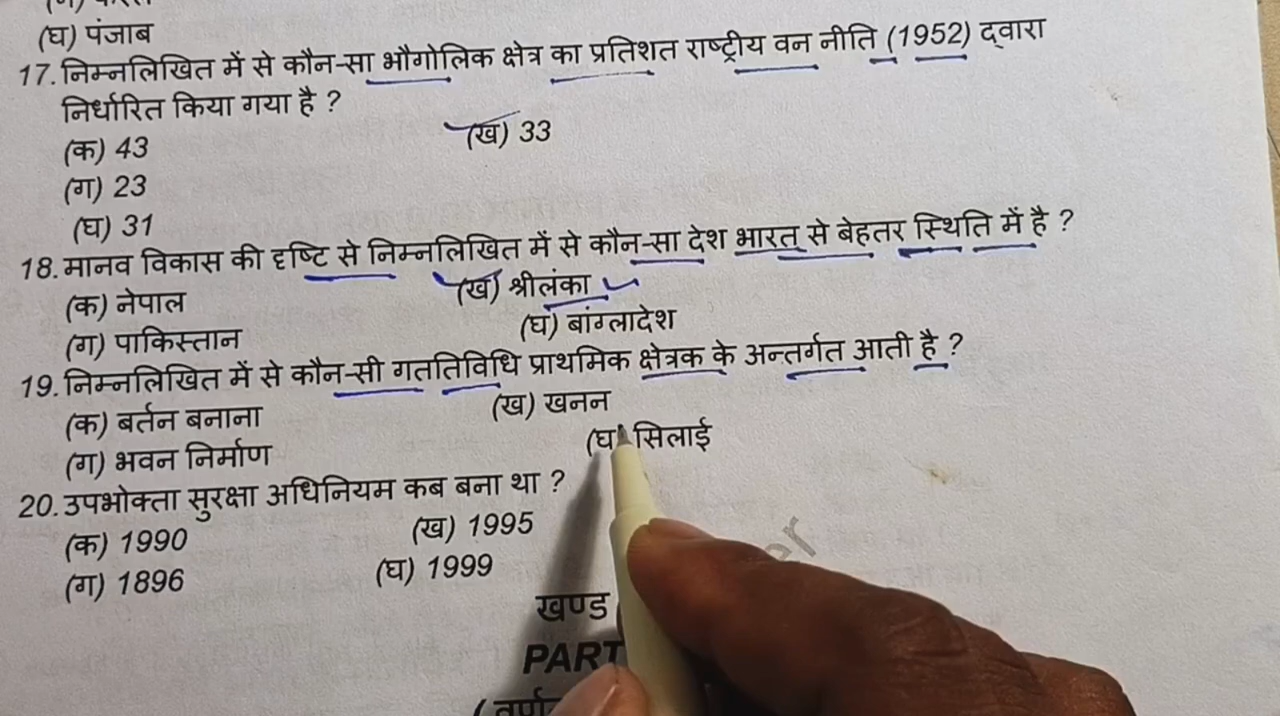 (घ) पंजाब
17. निम्नलिखित में से कौन-सा भौगोलिक क्षेत्र का प्रतिशत राष्ट्रीय वन नीति (1952) द्वारा
निर्धारित किया गया है ?
(क) 43 (ख) 33
(ग) 23
(घ) 31
18. मानव विकास की दृष्टि से निम्नलिखित में से कौन-सा देश भारत से बेहतर स्थिति में है ?
(क) नेपाल (ख) श्रीलंका
(ग) पाकिस्तान (घ) बांग्लादेश
19. निम्नलिखित में से कौन-सी गततिविधि प्राथमिक क्षेत्रक के अन्तर्गत आती है ?
(क) बर्तन बनाना (ख) खनन
(ग) भवन निर्माण (घ) सिलाई
20. उपभोक्ता सुरक्षा अधिनियम कब बना था ?
(क) 1990 (ख) 1995
(ग) 1896 (घ) 1999
खण्ड
PART